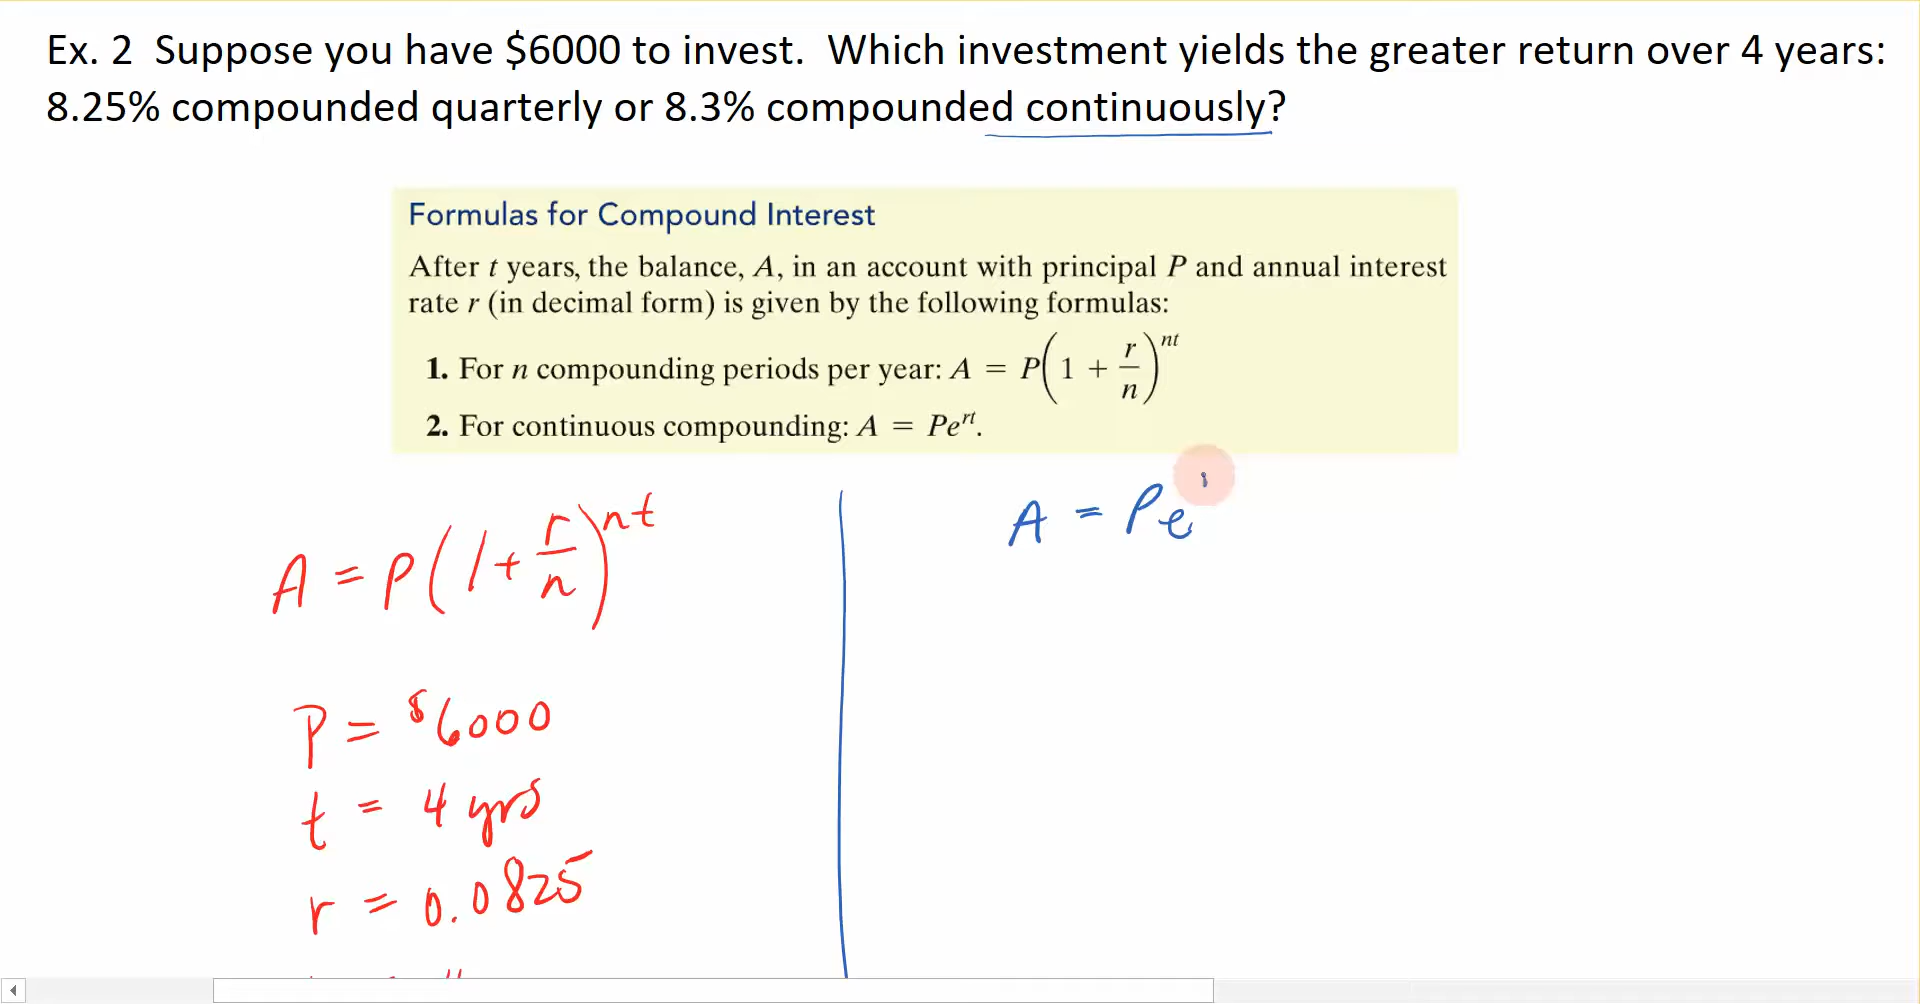 Ex. 2 Suppose you have $6000 to invest. Which investment yields the greater return over 4 years:
8.25% compounded quarterly or 8.3% compounded continuously?
Formulas for Compound Interest
After t years, the balance, A, in an account with principal P and annual interest
rate r (in decimal form) is given by the following formulas:
1. For n compounding periods per year: A = P(1 + r/n)^nt
2. For continuous compounding: A = Pe^rt.
A = P(1 + r/n)^nt
P = $6000
t = 4 yrs
r = 0.0825
A = Pe